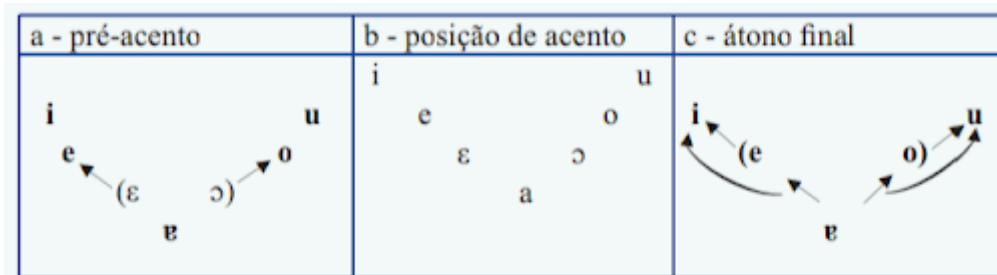 a - pré-acento
b - posição de acento
c - átono final
i u
e o
(ɛ ɔ)
ɐ
i u
e o
ɛ ɔ
a
i u
(e o)
ɐ